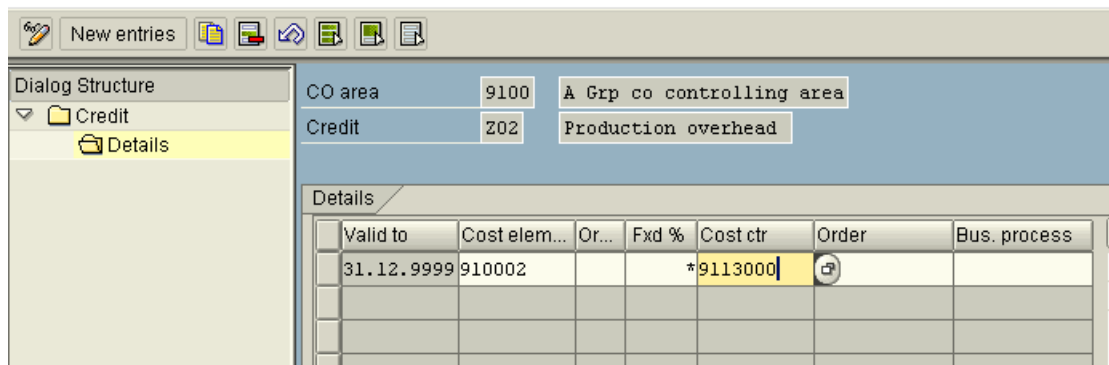 New entries
Dialog Structure
Credit
Details
CO area 9100 A Grp co controlling area
Credit Z02 Production overhead
Details
Valid to Cost elem... Or... Fxd % Cost ctr Order Bus. process
31.12.9999 910002 * 9113000